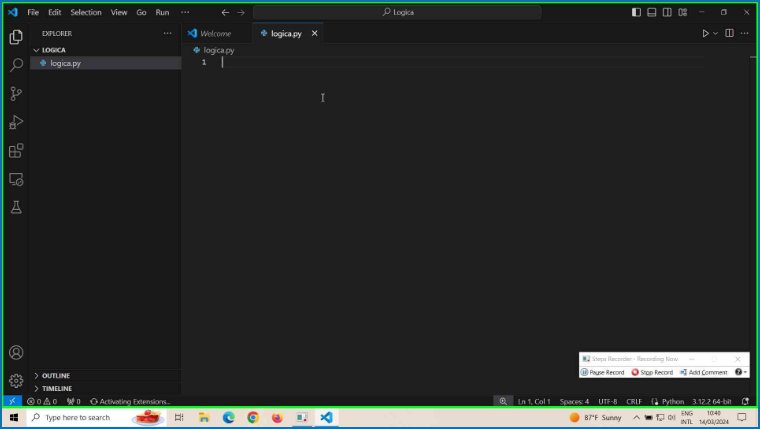 File Edit Selection View Go Run ··· Logica
EXPLORER ··· Welcome logica.py
LOGICA logica.py
logica.py 1
OUTLINE
TIMELINE
Steps Recorder - Recording Now
Pause Record Stop Record Add Comment
0 0 0 Activating Extensions... Ln 1, Col 1 Spaces: 4 UTF-8 CRLF Python 3.12.2 64-bit
Type here to search 87°F Sunny ENG 10:40
INTL 14/03/2024